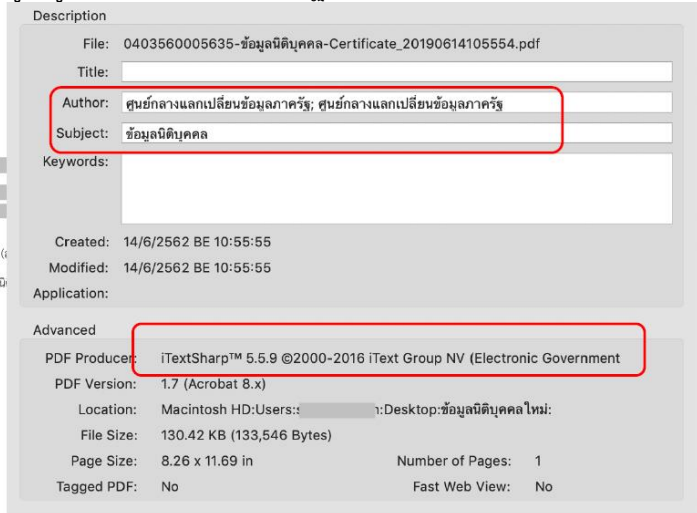 Description
File: 0403560005635-ข้อมูลนิติบุคคล-Certificate_20190614105554.pdf
Title:
Author: ศูนย์กลางแลกเปลี่ยนข้อมูลภาครัฐ; ศูนย์กลางแลกเปลี่ยนข้อมูลภาครัฐ
Subject: ข้อมูลนิติบุคคล
Keywords:
Created: 14/6/2562 BE 10:55:55
Modified: 14/6/2562 BE 10:55:55
Application:
Advanced
PDF Producer: iTextSharp™ 5.5.9 ©2000-2016 iText Group NV (Electronic Government
PDF Version: 1.7 (Acrobat 8.x)
Location: Macintosh HD:Users: :Desktop:ข้อมูลนิติบุคคลใหม่:
File Size: 130.42 KB (133,546 Bytes)
Page Size: 8.26 x 11.69 in Number of Pages: 1
Tagged PDF: No Fast Web View: No